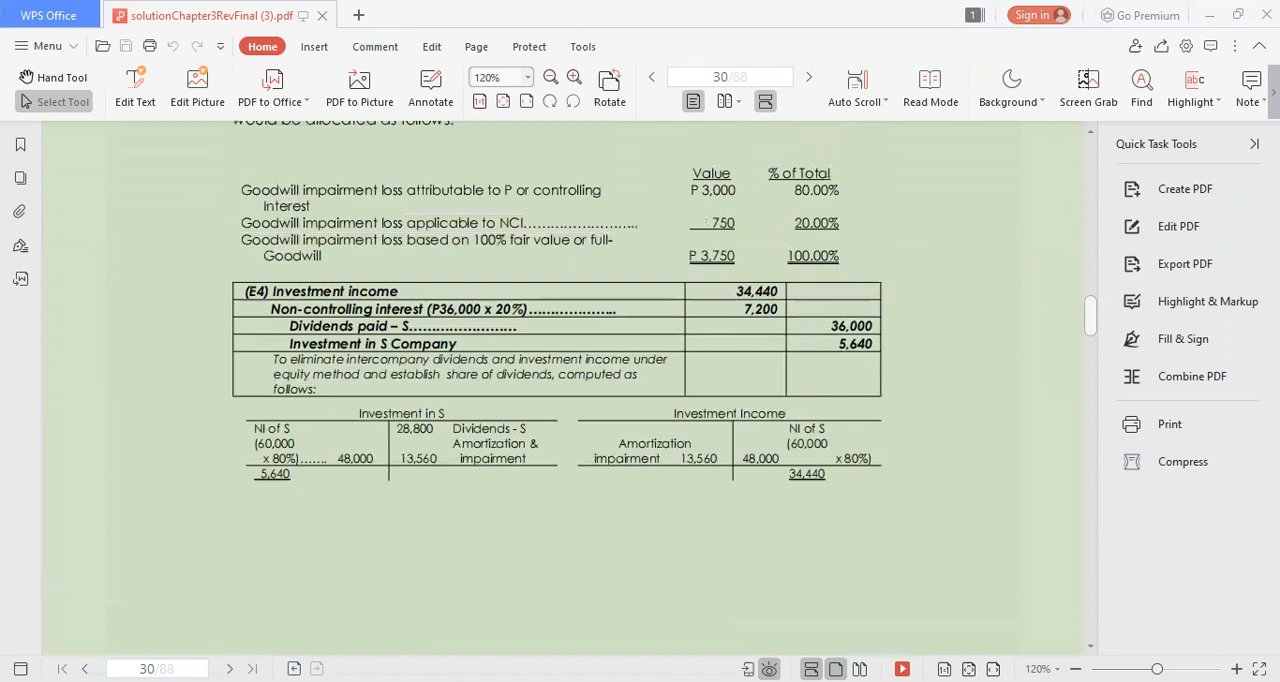 WPS Office
solutionChapter3RevFinal (3).pdf
1
Sign in
Go Premium
Menu
Home
Insert
Comment
Edit
Page
Protect
Tools
Hand Tool
Select Tool
Edit Text
Edit Picture
PDF to Office
PDF to Picture
Annotate
120%
Rotate
30/88
Auto Scroll
Read Mode
Background
Screen Grab
Find
Highlight
Note
would be allocated as follows:
Value % of Total
Goodwill impairment loss attributable to P or controlling P 3,000 80.00%
Interest
Goodwill impairment loss applicable to NCI........................ 750 20.00%
Goodwill impairment loss based on 100% fair value or full-
Goodwill P 3,750 100.00%
(E4) Investment income 34,440
Non-controlling interest (P36,000 x 20%)..................... 7,200
Dividends paid – S...................... 36,000
Investment in S Company 5,640
To eliminate intercompany dividends and investment income under
equity method and establish share of dividends, computed as
follows:
Investment in S
NI of S 28,800 Dividends - S
(60,000 Amortization &
x 80%)....... 48,000 13,560 impairment
5,640
Investment Income
NI of S
Amortization (60,000
impairment 13,560 48,000 x 80%)
34,440
Quick Task Tools
Create PDF
Edit PDF
Export PDF
Highlight & Markup
Fill & Sign
Combine PDF
Print
Compress
30/88
120%